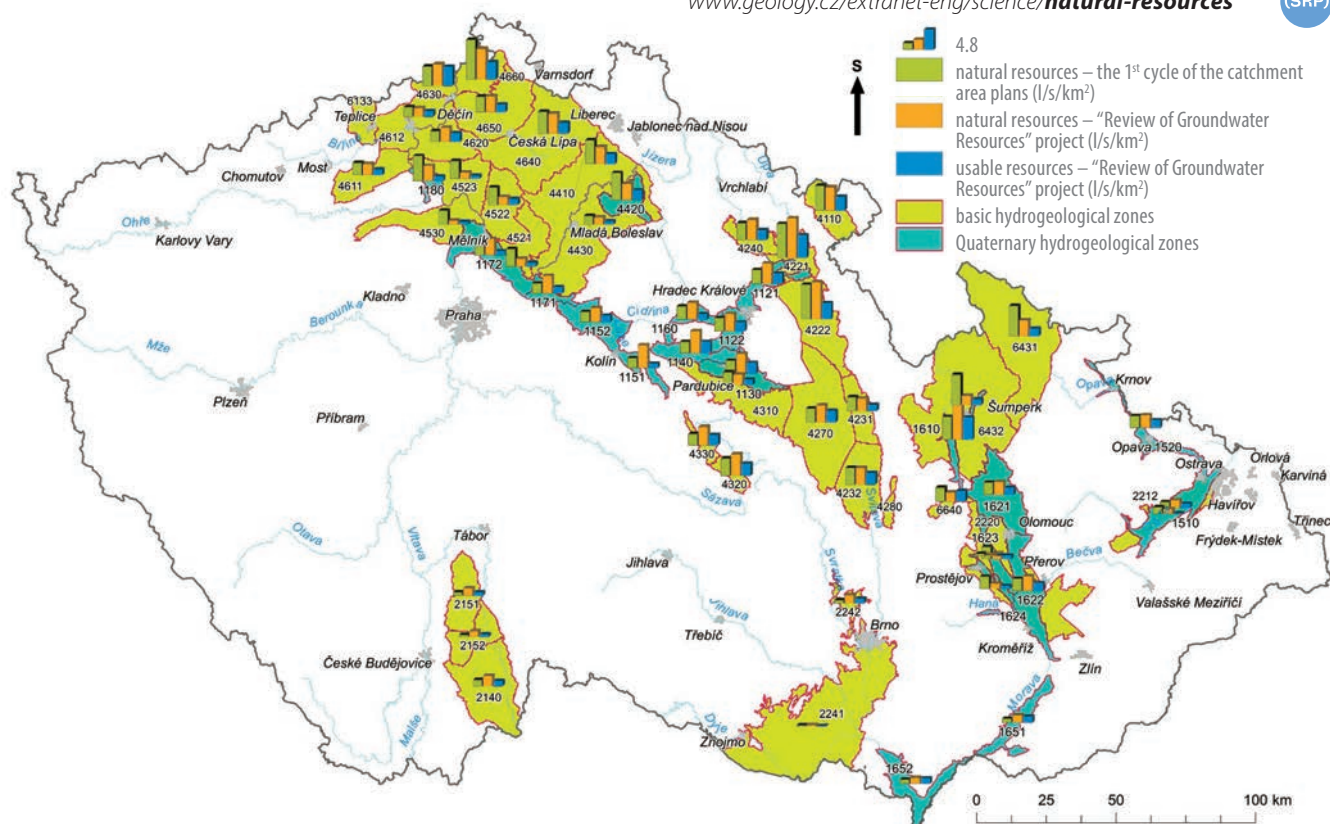 www.geology.cz/extranet-eng/science/natural-resources
(SRP)
4.8
natural resources – the 1st cycle of the catchment
area plans (l/s/km²)
natural resources – “Review of Groundwater
Resources” project (l/s/km²)
usable resources – “Review of Groundwater
Resources” project (l/s/km²)
basic hydrogeological zones
Quaternary hydrogeological zones
S
4660
Varnsdorf
4630
6133
Teplice
Děčín
4650
Liberec
Jablonec nad Nisou
Bílina
4612
4620
Česká Lípa
4640
Jizera
Úpa
Most
Chomutov
4611
1180
4523
4410
4420
Vrchlabí
4110
Ohře
Karlovy Vary
4522
4530
Mělník
4521
Mladá Boleslav
4430
4240
4221
1172
Hradec Králové
1121
Kladno
1171
Cidlina
Praha
Berounka
1152
1160
1122
4222
6431
Mže
Kolín
1140
1151
Pardubice
1130
Opava
Krnov
Plzeň
4310
Šumperk
Příbram
4270
4231
1610
6432
4330
Opava
1520
Orlová
Ostrava
Karviná
4320
Sázava
4232
Svitava
4280
6640
1621
2212
Havířov
1510
Otava
Vltava
Tábor
2220
Olomouc
Třinec
1623
Frýdek-Místek
Bečva
Jihlava
Svratka
Prostějov
Přerov
2151
Jihlava
1622
Valašské Meziříčí
2242
Haná
1624
Třebíč
Brno
2152
České Budějovice
Kroměříž
Zlín
2140
Malše
2241
Morava
Dyje
Znojmo
1651
1652
0 25 50 100 km